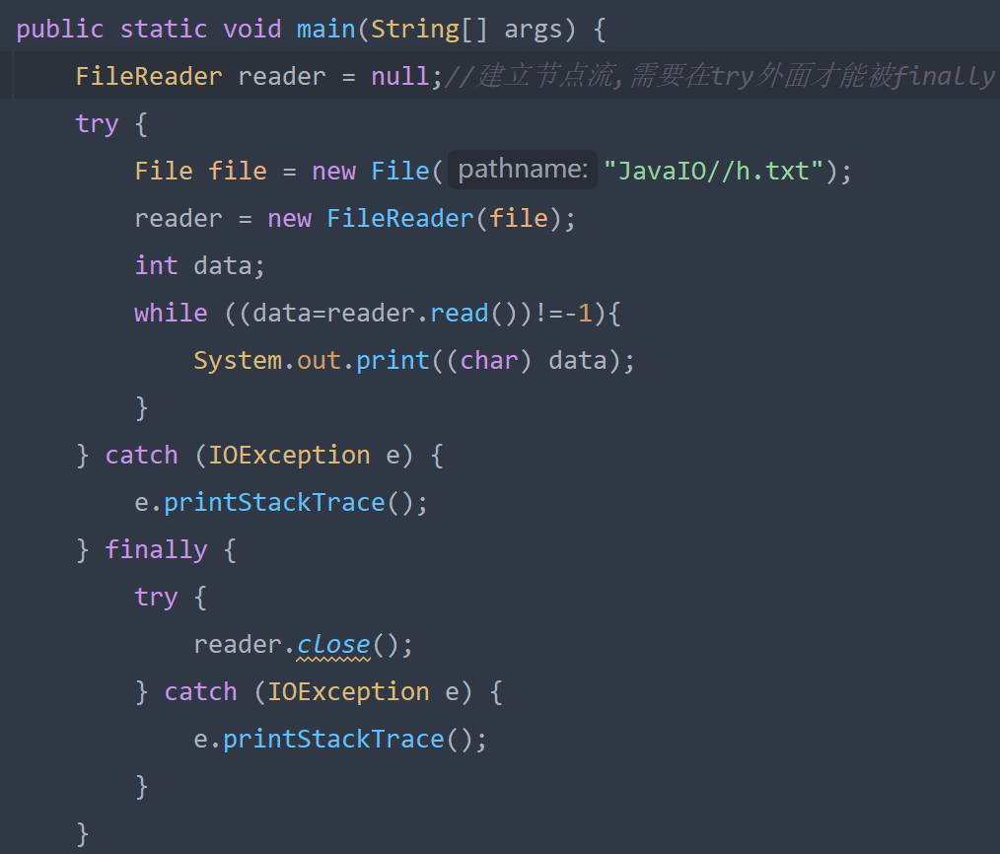 public static void main(String[] args) {
FileReader reader = null;//建立节点流,需要在try外面才能被finally
try {
File file = new File( pathname: "JavaIO//h.txt");
reader = new FileReader(file);
int data;
while ((data=reader.read())!=-1){
System.out.print((char) data);
}
} catch (IOException e) {
e.printStackTrace();
} finally {
try {
reader.close();
} catch (IOException e) {
e.printStackTrace();
}
}